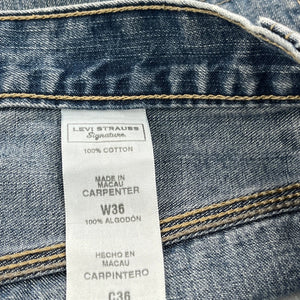 LEVI STRAUSS
Signature
100% COTTON
MADE IN
MACAU
CARPENTER
W36
100% ALGODÓN
HECHO EN
MACAU
CARPINTERO
C36